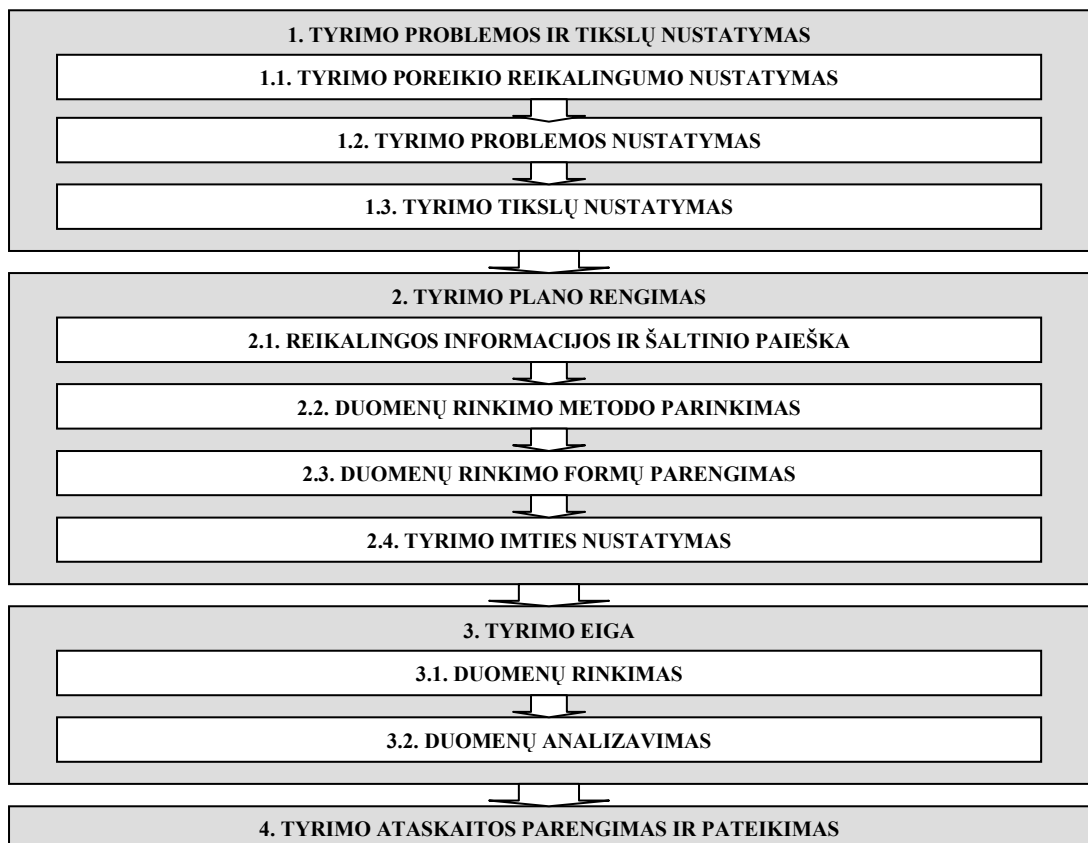 1. TYRIMO PROBLEMOS IR TIKSLŲ NUSTATYMAS
1.1. TYRIMO POREIKIO REIKALINGUMO NUSTATYMAS
1.2. TYRIMO PROBLEMOS NUSTATYMAS
1.3. TYRIMO TIKSLŲ NUSTATYMAS
2. TYRIMO PLANO RENGIMAS
2.1. REIKALINGOS INFORMACIJOS IR ŠALTINIO PAIEŠKA
2.2. DUOMENŲ RINKIMO METODO PARINKIMAS
2.3. DUOMENŲ RINKIMO FORMŲ PARENGIMAS
2.4. TYRIMO IMTIES NUSTATYMAS
3. TYRIMO EIGA
3.1. DUOMENŲ RINKIMAS
3.2. DUOMENŲ ANALIZAVIMAS
4. TYRIMO ATASKAITOS PARENGIMAS IR PATEIKIMAS